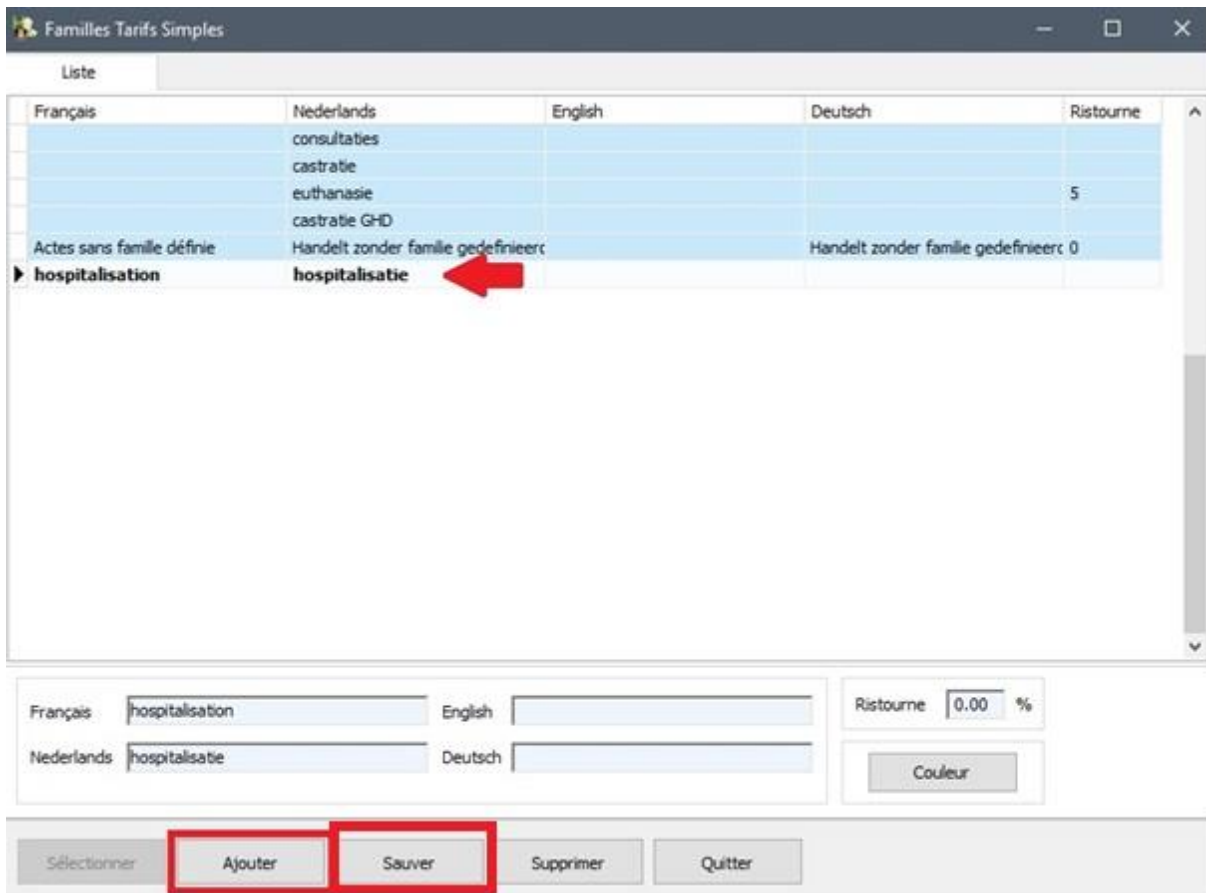 Familles Tarifs Simples
Liste
Français Nederlands English Deutsch Ristourne
consultaties
castratie
euthanasie 5
castratie GHD
Actes sans famille définie Handelt zonder familie gedefinieerc Handelt zonder familie gedefinieerc 0
hospitalisation hospitalisatie
Français hospitalisation English Ristourne 0.00 %
Nederlands hospitalisatie Deutsch
Couleur
Sélectionner Ajouter Sauver Supprimer Quitter